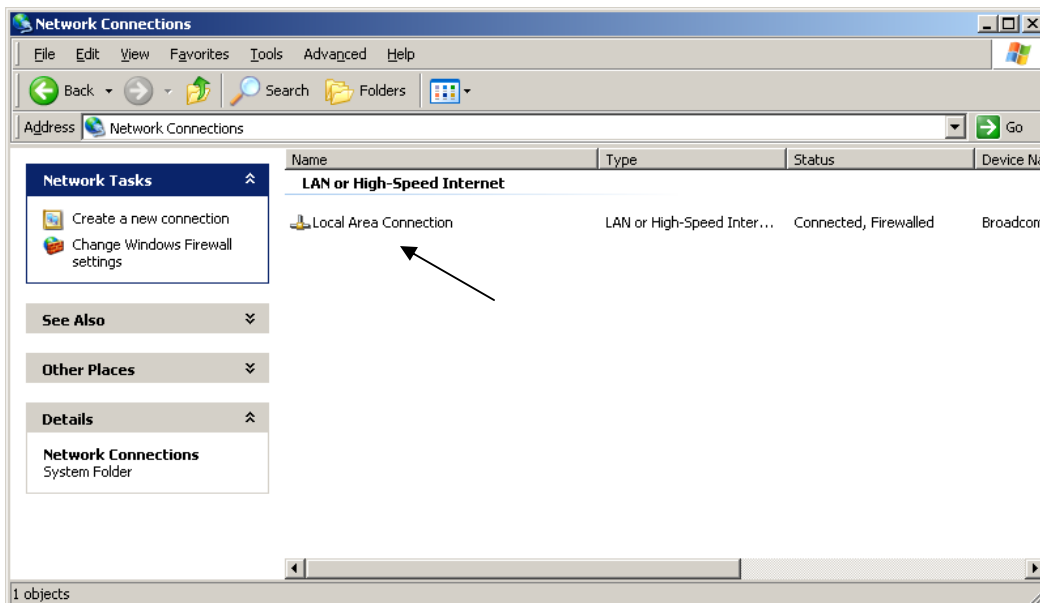 Network Connections
File Edit View Favorites Tools Advanced Help
Back Search Folders
Address Network Connections Go
Name Type Status Device Na
Network Tasks
LAN or High-Speed Internet
Create a new connection
Local Area Connection LAN or High-Speed Inter... Connected, Firewalled Broadcom
Change Windows Firewall
settings
See Also
Other Places
Details
Network Connections
System Folder
1 objects